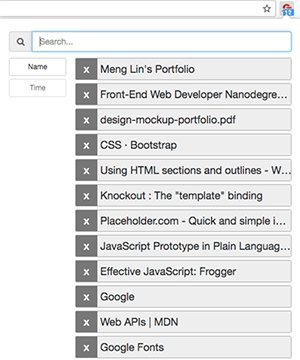 Search...
Name
Time
x Meng Lin's Portfolio
x Front-End Web Developer Nanodegre...
x design-mockup-portfolio.pdf
x CSS · Bootstrap
x Using HTML sections and outlines - W...
x Knockout : The "template" binding
x Placeholder.com - Quick and simple i...
x JavaScript Prototype in Plain Languag...
x Effective JavaScript: Frogger
x Google
x Web APIs | MDN
x Google Fonts